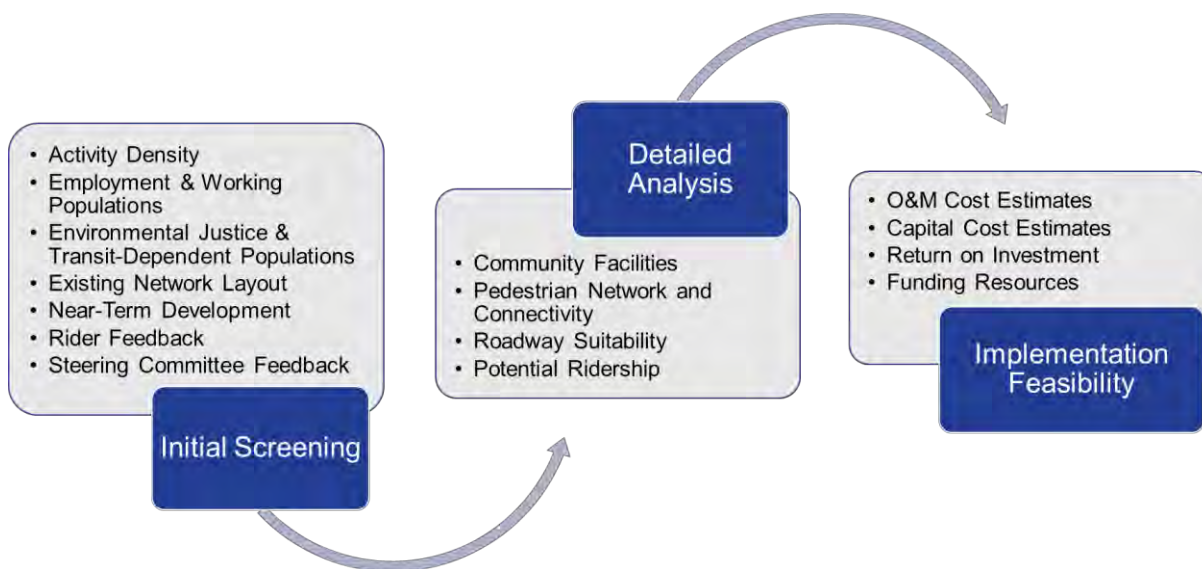 • Activity Density
• Employment & Working
Populations
• Environmental Justice &
Transit-Dependent Populations
• Existing Network Layout
• Near-Term Development
• Rider Feedback
• Steering Committee Feedback
Initial Screening
Detailed
Analysis
• Community Facilities
• Pedestrian Network and
Connectivity
• Roadway Suitability
• Potential Ridership
• O&M Cost Estimates
• Capital Cost Estimates
• Return on Investment
• Funding Resources
Implementation
Feasibility